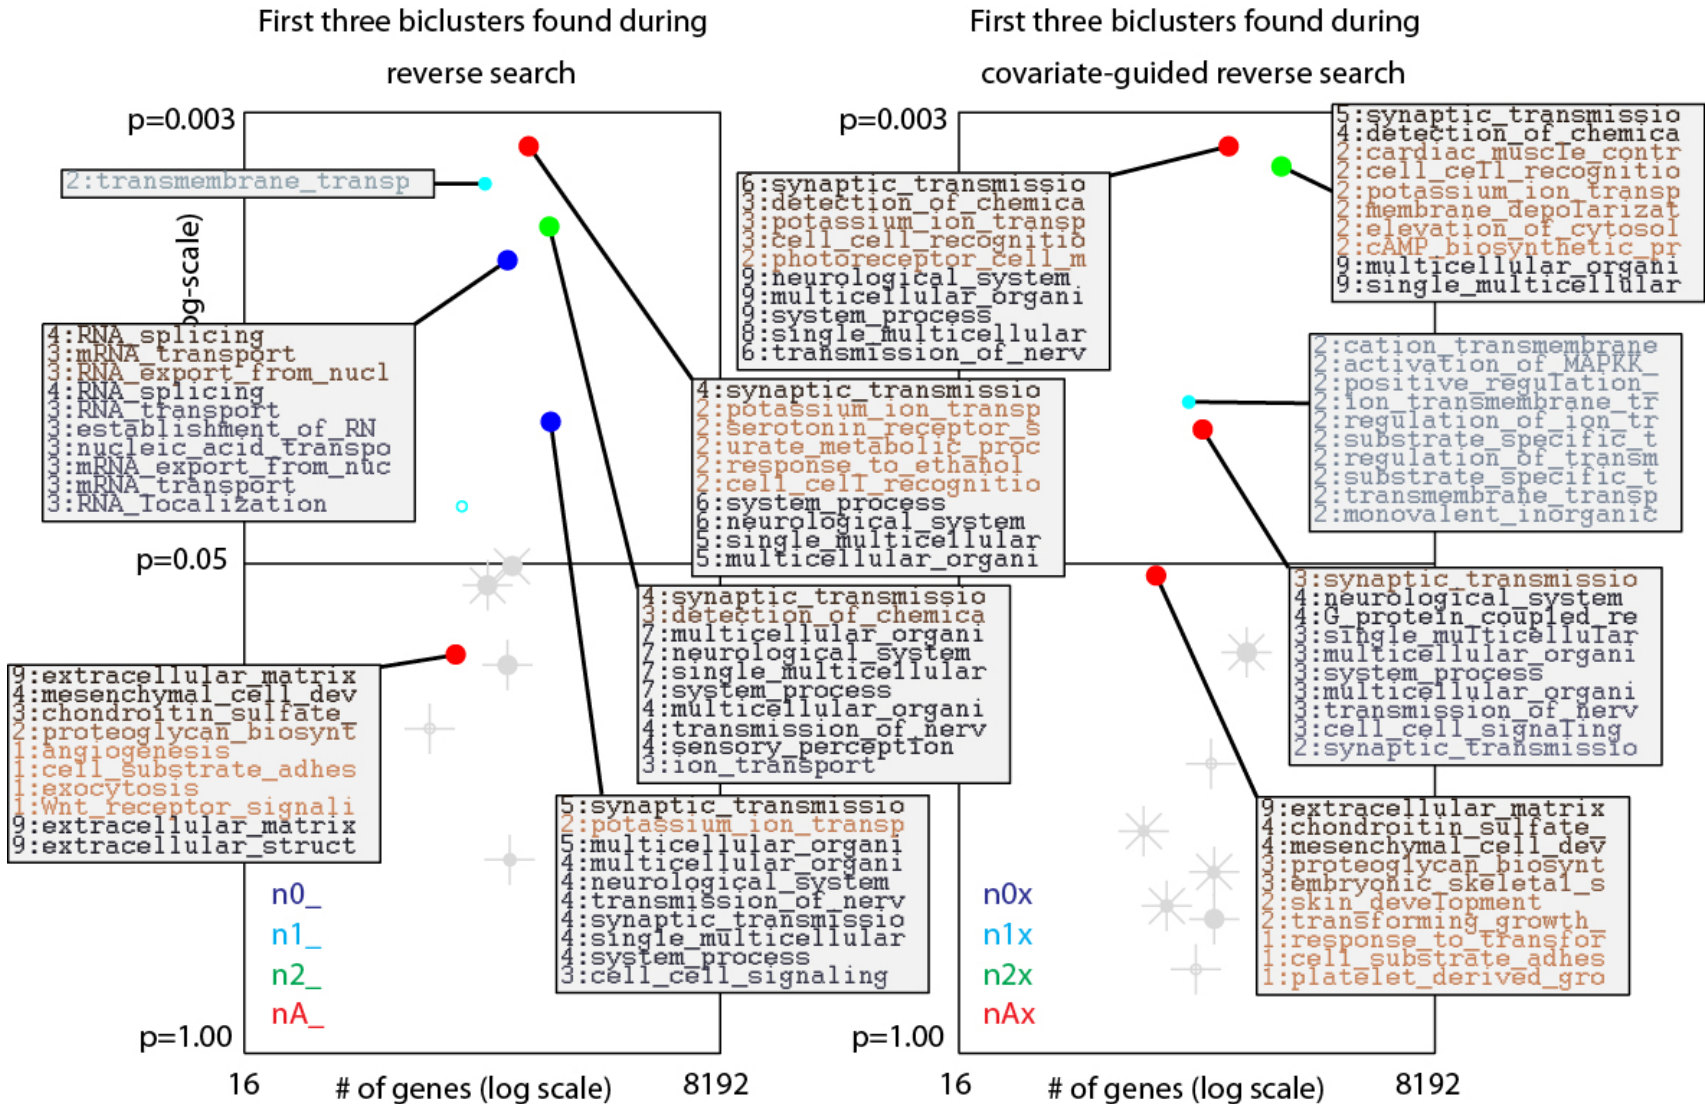 First three biclusters found during
reverse search
p=0.003
2:transmembrane_transp
og-scale)
4:RNA_splicing
3:mRNA_transport
3:RNA_export_from_nucl
4:RNA_splicing
3:RNA_transport
3:establishment_of_RN
3:nucleic_acid_transpo
3:mRNA_export_from_nuc
3:mRNA_transport
3:RNA_localization
p=0.05
9:extracellular_matrix
4:mesenchymal_cell_dev
3:chondroitin_sulfate_
2:proteoglycan_biosynt
1:angiogenesis
1:cell_substrate_adhes
1:exocytosis
1:Wnt_receptor_signali
9:extracellular_matrix
9:extracellular_struct
4:synaptic_transmissio
2:potassium_ion_transp
2:serotonin_receptor_s
2:urate_metabolic_proc
2:response_to_ethanol
2:cell_cell_recognitio
6:system_process
6:neurological_system
5:single_multicellular
5:multicellular_organi
4:synaptic_transmissio
3:detection_of_chemica
7:multicellular_organi
7:neurological_system
7:single_multicellular
7:system_process
4:multicellular_organi
4:transmission_of_nerv
4:sensory_perception
3:ion_transport
5:synaptic_transmissio
2:potassium_ion_transp
5:multicellular_organi
4:multicellular_organi
4:neurological_system
4:transmission_of_nerv
4:synaptic_transmissio
4:single_multicellular
4:system_process
3:cell_cell_signaling
n0_
n1_
n2_
nA_
p=1.00
16
# of genes (log scale)
8192
First three biclusters found during
covariate-guided reverse search
p=0.003
6:synaptic_transmissio
3:detection_of_chemica
3:potassium_ion_transp
3:cell_cell_recognitio
2:photoreceptor_cell_m
9:neurological_system
9:multicellular_organi
9:system_process
8:single_multicellular
6:transmission_of_nerv
5:synaptic_transmissio
4:detection_of_chemica
2:cardiac_muscle_contr
2:cell_cell_recognitio
2:potassium_ion_transp
2:membrane_depolarizat
2:elevation_of_cytosol
2:cAMP_biosynthetic_pr
9:multicellular_organi
9:single_multicellular
2:cation_transmembrane
2:activation_of_MAPKK_
2:positive_regulation_
2:ion_transmembrane_tr
2:regulation_of_ion_tr
2:substrate_specific_t
2:regulation_of_transm
2:substrate_specific_t
2:transmembrane_transp
2:monovalent_inorganic
3:synaptic_transmissio
4:neurological_system
4:G_protein_coupled_re
3:single_multicellular
3:multicellular_organi
3:system_process
3:multicellular_organi
3:transmission_of_nerv
3:cell_cell_signaling
2:synaptic_transmissio
9:extracellular_matrix
4:chondroitin_sulfate_
4:mesenchymal_cell_dev
3:proteoglycan_biosynt
3:embryonic_skeletal_s
2:skin_development
2:transforming_growth_
1:response_to_transfor
1:cell_substrate_adhes
1:platelet_derived_gro
n0x
n1x
n2x
nAx
p=1.00
16
# of genes (log scale)
8192